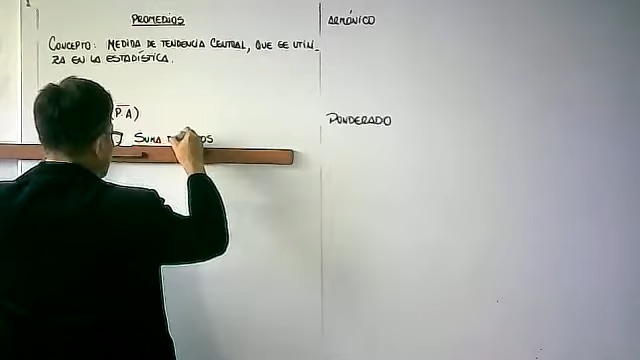 PROMEDIOS
CONCEPTO: MEDIDA DE TENDENCIA CENTRAL, QUE SE UTILI_
ZA EN LA ESTADÍSTICA.
(P.A)
SUMA
ARMÓNICO
PONDERADO